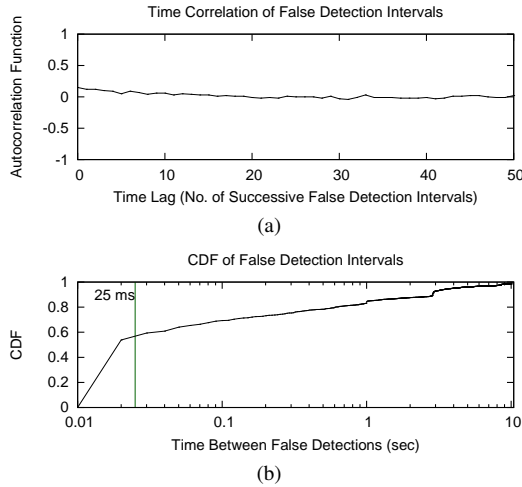 Time Correlation of False Detection Intervals
Autocorrelation Function
1
0.5
0
-0.5
-1
0 10 20 30 40 50
Time Lag (No. of Successive False Detection Intervals)
(a)
CDF of False Detection Intervals
CDF
25 ms
1
0.8
0.6
0.4
0.2
0
0.01 0.1 1 10
Time Between False Detections (sec)
(b)